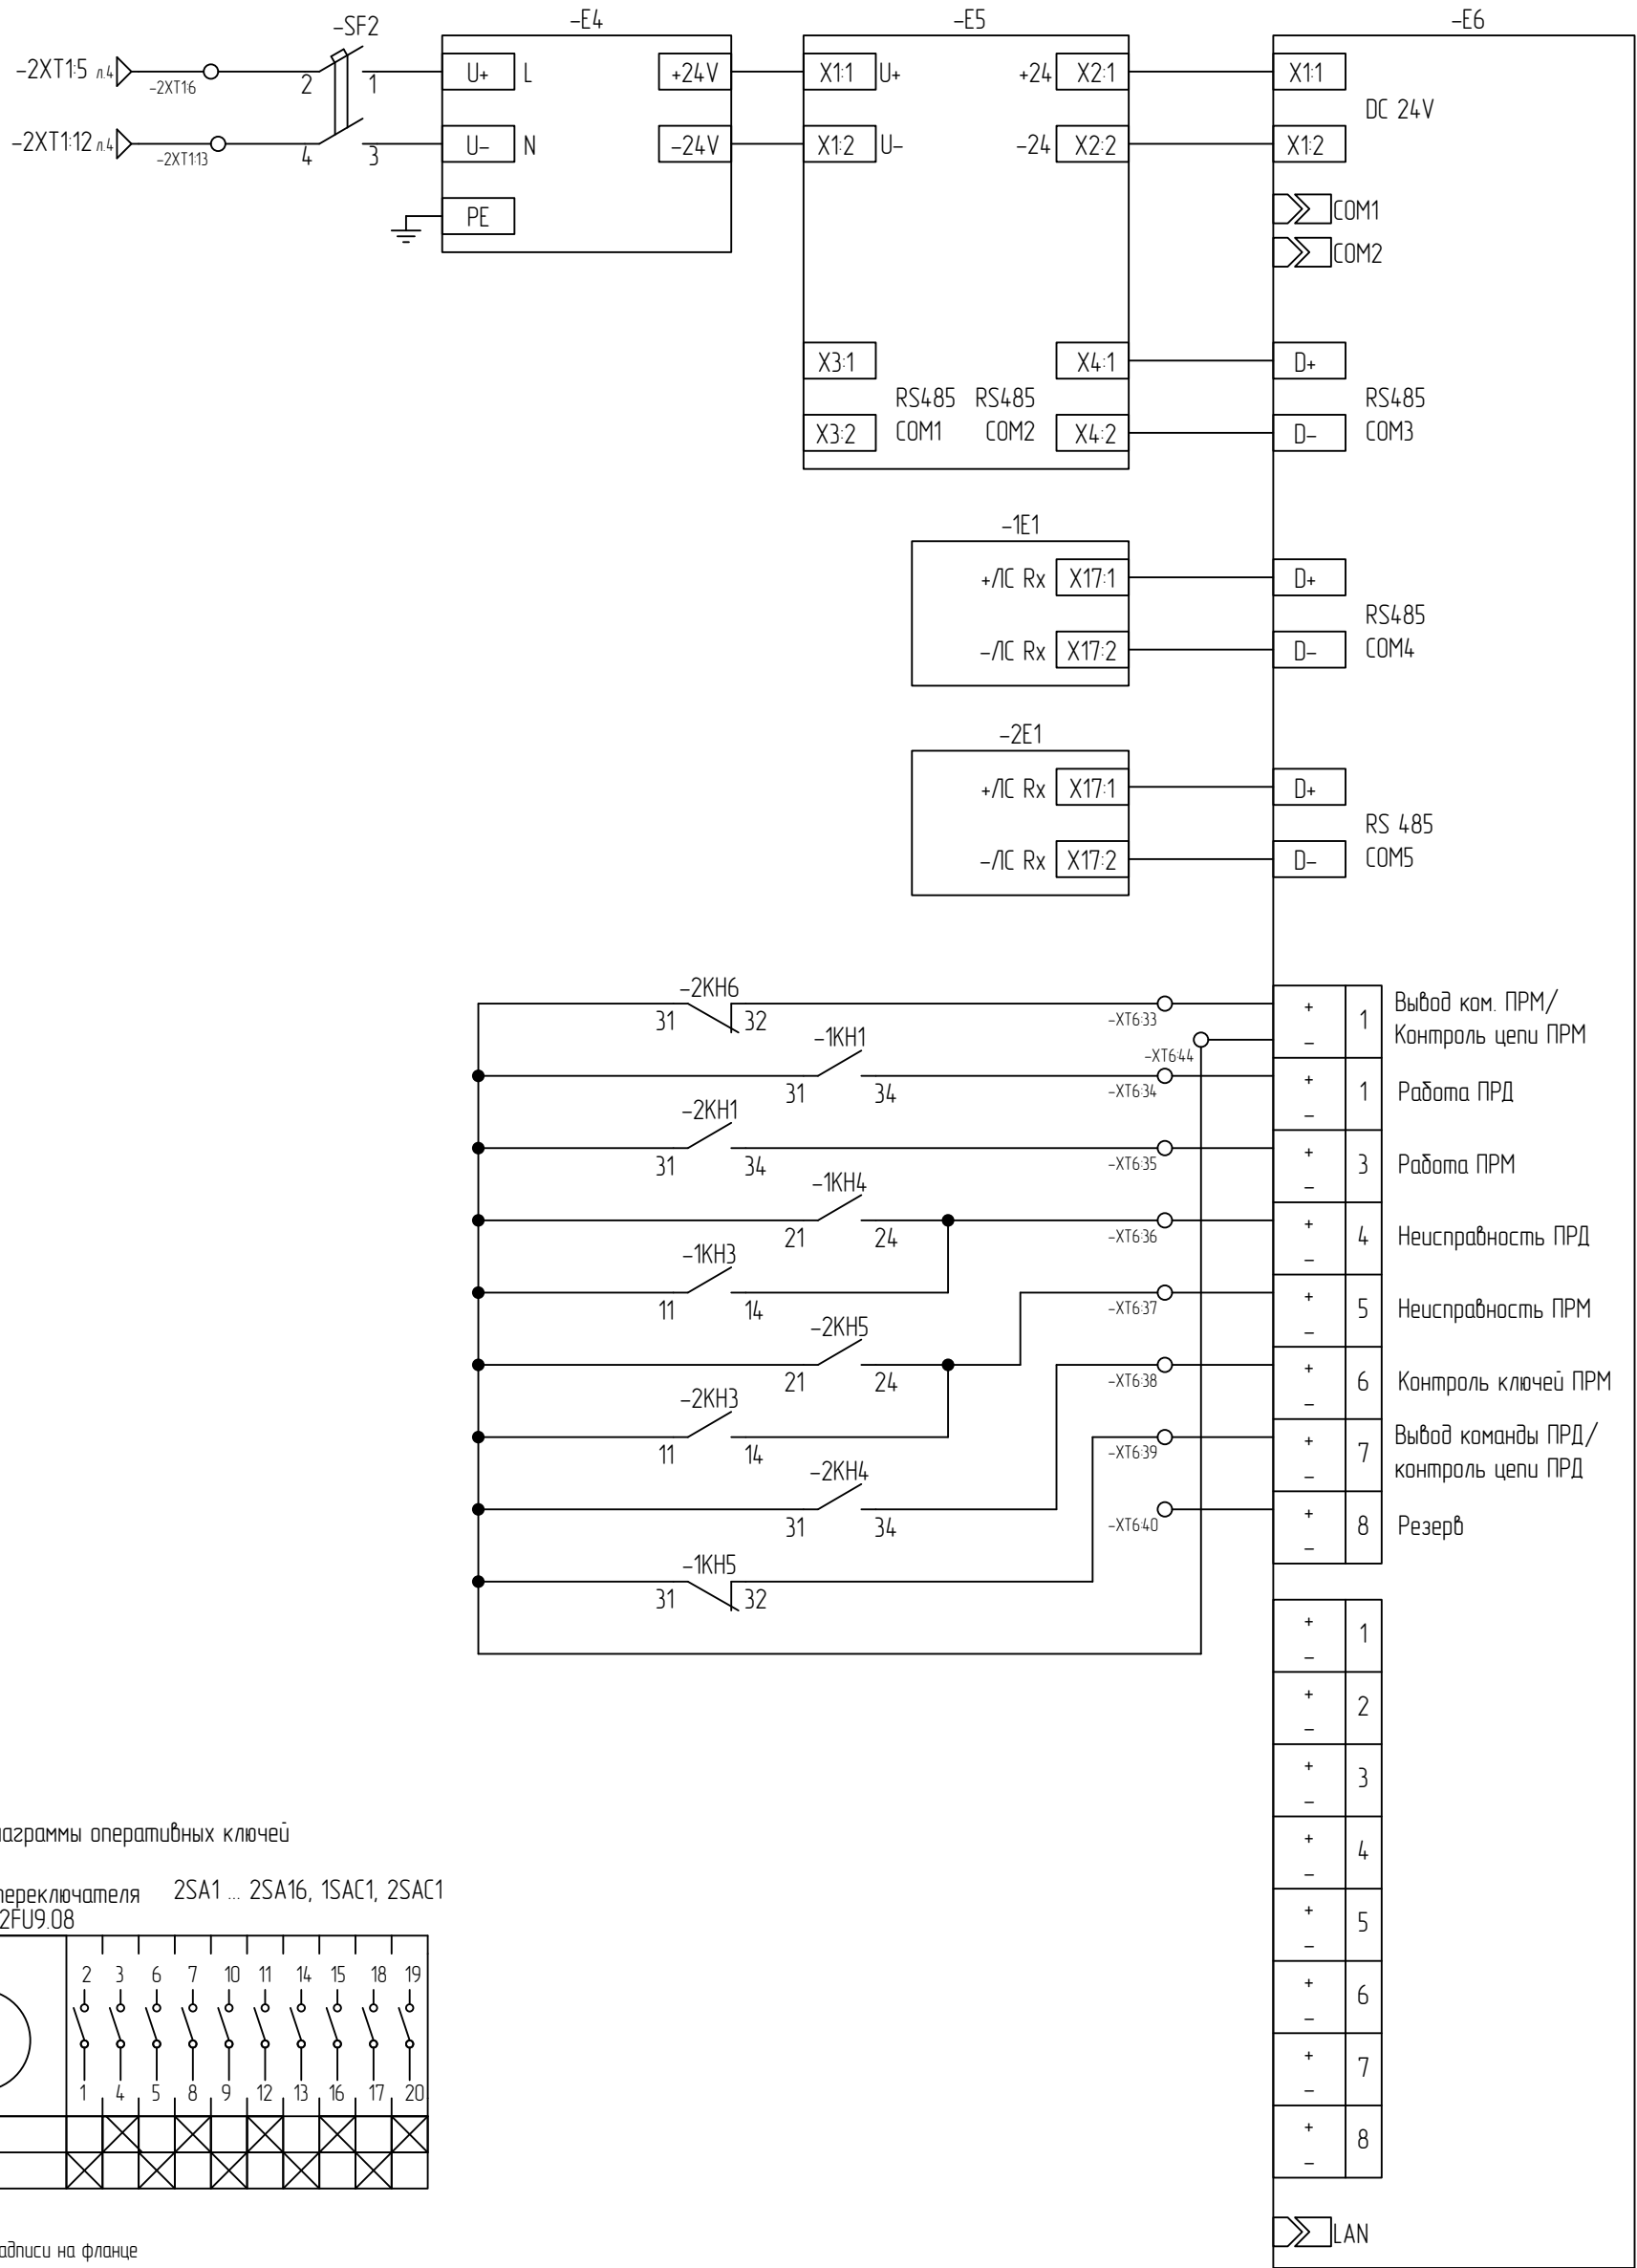 -SF2 -E4 -E5 -E6
-2XT1:5 л.4 -2XT1:6 2 1 U+ L +24V X1:1 U+ +24 X2:1 X1:1
DC 24V
-2XT1:12 л.4 -2XT1:13 4 3 U- N -24V X1:2 U- -24 X2:2 X1:2
PE COM1
COM2
X3:1 X4:1 D+
RS485 RS485 RS485
X3:2 COM1 COM2 X4:2 D- COM3
-1E1
+ЛС Rx X17:1 D+
RS485
-ЛС Rx X17:2 D- COM4
-2E1
+ЛС Rx X17:1 D+
RS 485
-ЛС Rx X17:2 D- COM5
-2KH6
31 32 -XT6:33 + 1 Вывод ком. ПРМ/
-1KH1 -XT6:44 - Контроль цепи ПРМ
31 34 -XT6:34 + - 1 Работа ПРД
-2KH1
31 34 -XT6:35 + - 3 Работа ПРМ
-1KH4
21 24 -XT6:36 + - 4 Неисправность ПРД
-1KH3
11 14 -XT6:37 + - 5 Неисправность ПРМ
-2KH5
21 24 -XT6:38 + - 6 Контроль ключей ПРМ
-2KH3
11 14 -XT6:39 + - 7 Вывод команды ПРД/
контроль цепи ПРД
-2KH4
31 34 -XT6:40 + - 8 Резерв
-1KH5
31 32
+ - 1
+ - 2
+ - 3
+ - 4
+ - 5
+ - 6
+ - 7
+ - 8
LAN
иаграммы оперативных ключей
переключателя 2SA1 ... 2SA16, 1SAC1, 2SAC1
2FU9.08
2 3 6 7 10 11 14 15 18 19
1 4 5 8 9 12 13 16 17 20
адписи на фланце